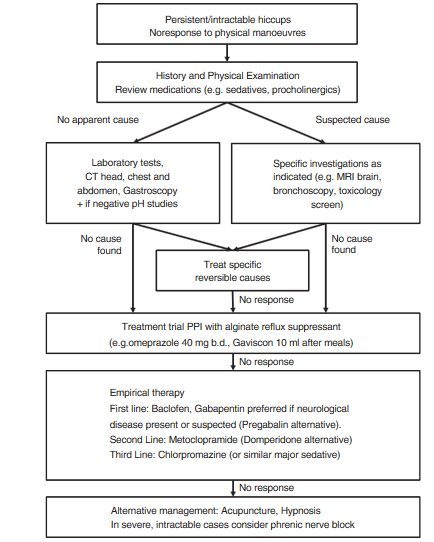 Persistent/intractable hiccups
Noresponse to physical manoeuvres
History and Physical Examination
Review medications (e.g. sedatives, procholinergics)
No apparent cause
Suspected cause
Laboratory tests,
CT head, chest and
abdomen, Gastroscopy
+ if negative pH studies
Specific investigations as
indicated (e.g. MRI brain,
bronchoscopy, toxicology
screen)
No cause
found
No cause
found
Treat specific
reversible causes
No response
Treatment trial PPI with alginate reflux suppressant
(e.g.omeprazole 40 mg b.d., Gaviscon 10 ml after meals)
No response
Empirical therapy
First line: Baclofen, Gabapentin preferred if neurological
disease present or suspected (Pregabalin alternative).
Second Line: Metoclopramide (Domperidone alternative)
Third Line: Chlorpromazine (or similar major sedative)
No response
Alternative management: Acupuncture, Hypnosis
In severe, intractable cases consider phrenic nerve block